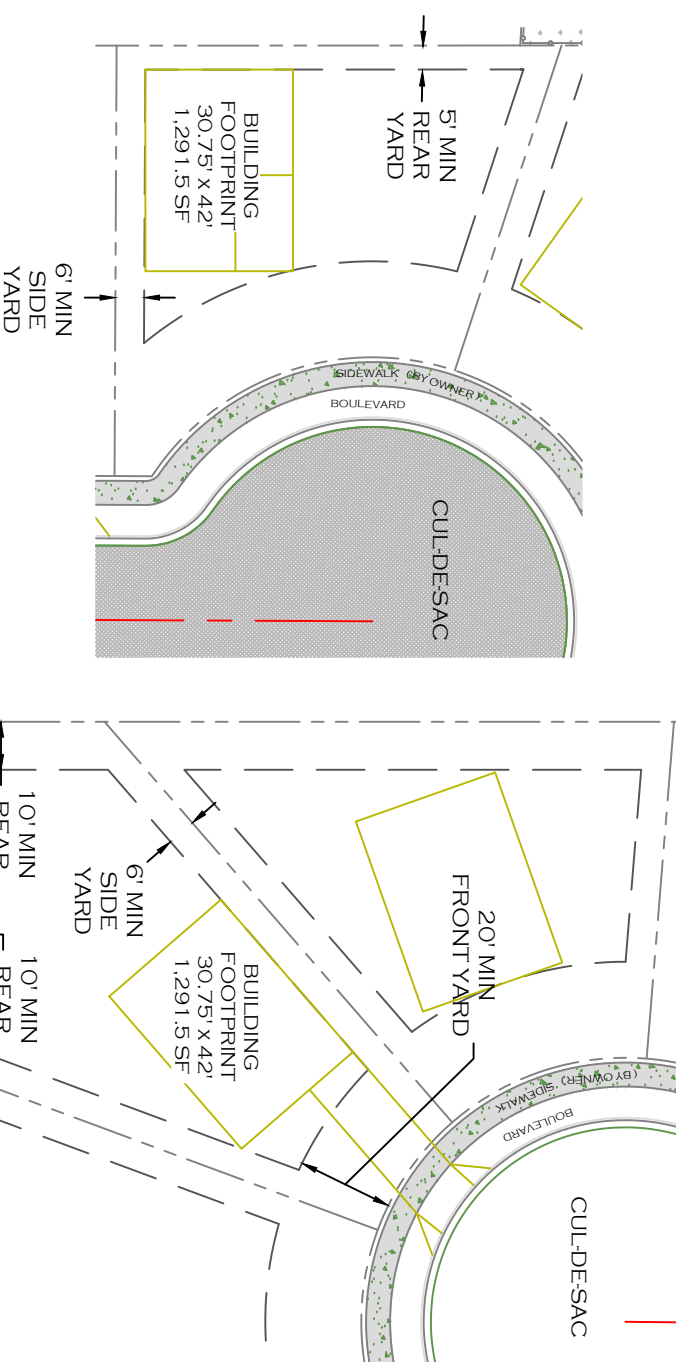 5' MIN
REAR
YARD
BUILDING
FOOTPRINT
30.75' x 42'
1,291.5 SF
6' MIN
SIDE
YARD
SIDEWALK (BY OWNER)
BOULEVARD
CUL-DE-SAC
10' MIN
REAR
10' MIN
REAR
6' MIN
SIDE
YARD
20' MIN
FRONT YARD
BUILDING
FOOTPRINT
30.75' x 42'
1,291.5 SF
(BY OWNER) SIDEWALK
BOULEVARD
CUL-DE-SAC